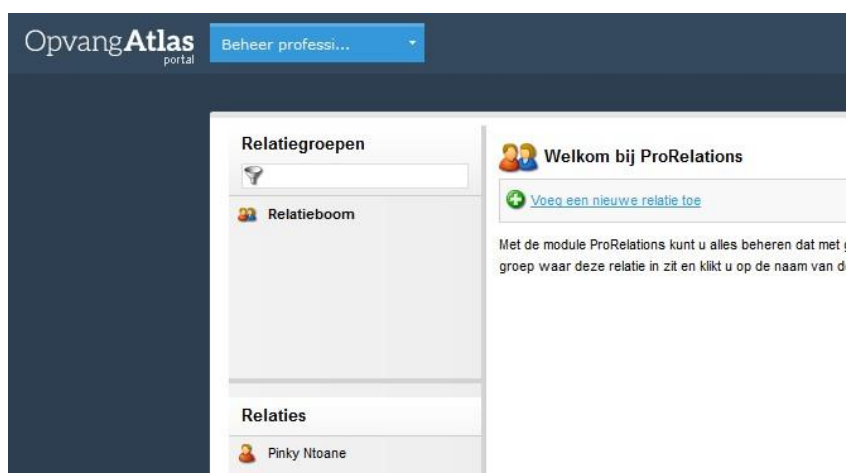 OpvangAtlas
portal
Beheer professi...
Relatiegroepen
Relatieboom
Relaties
Pinky Ntoane
Welkom bij ProRelations
Voeg een nieuwe relatie toe
Met de module ProRelations kunt u alles beheren dat met
groep waar deze relatie in zit en klikt u op de naam van